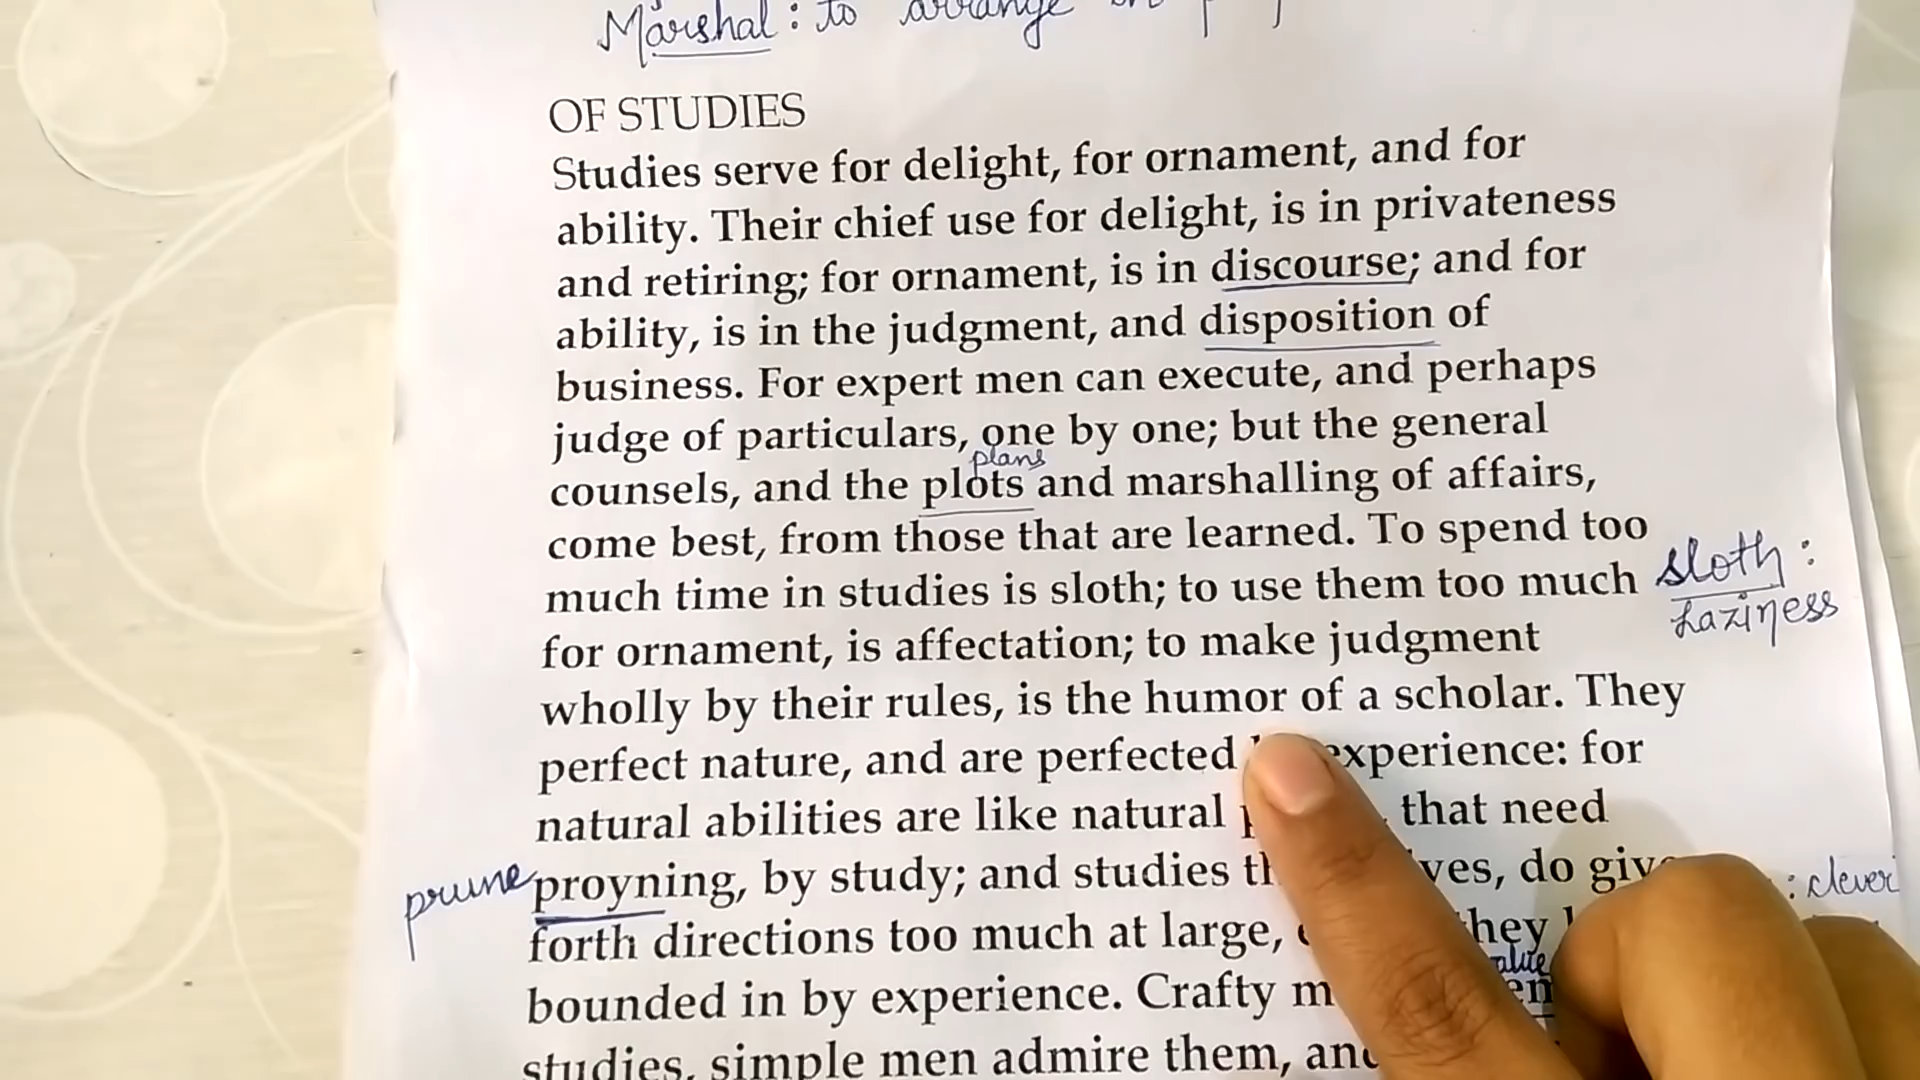 Marshal : to arrange
OF STUDIES
Studies serve for delight, for ornament, and for
ability. Their chief use for delight, is in privateness
and retiring; for ornament, is in discourse; and for
ability, is in the judgment, and disposition of
business. For expert men can execute, and perhaps
judge of particulars, one by one; but the general
plans
counsels, and the plots and marshalling of affairs,
come best, from those that are learned. To spend too
much time in studies is sloth; to use them too much
sloth :
Laziness
for ornament, is affectation; to make judgment
wholly by their rules, is the humor of a scholar. They
perfect nature, and are perfected experience: for
natural abilities are like natural that need
prune
proyning, by study; and studies do
: clever
forth directions too much at large, they
bounded in by experience. Crafty
studies, simple men admire them, and